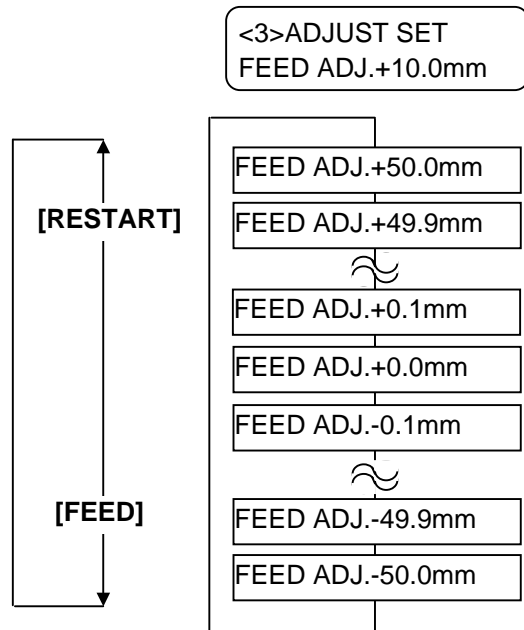 <3>ADJUST SET
FEED ADJ.+10.0mm
FEED ADJ.+50.0mm
[RESTART]
FEED ADJ.+49.9mm
FEED ADJ.+0.1mm
FEED ADJ.+0.0mm
FEED ADJ.-0.1mm
[FEED]
FEED ADJ.-49.9mm
FEED ADJ.-50.0mm